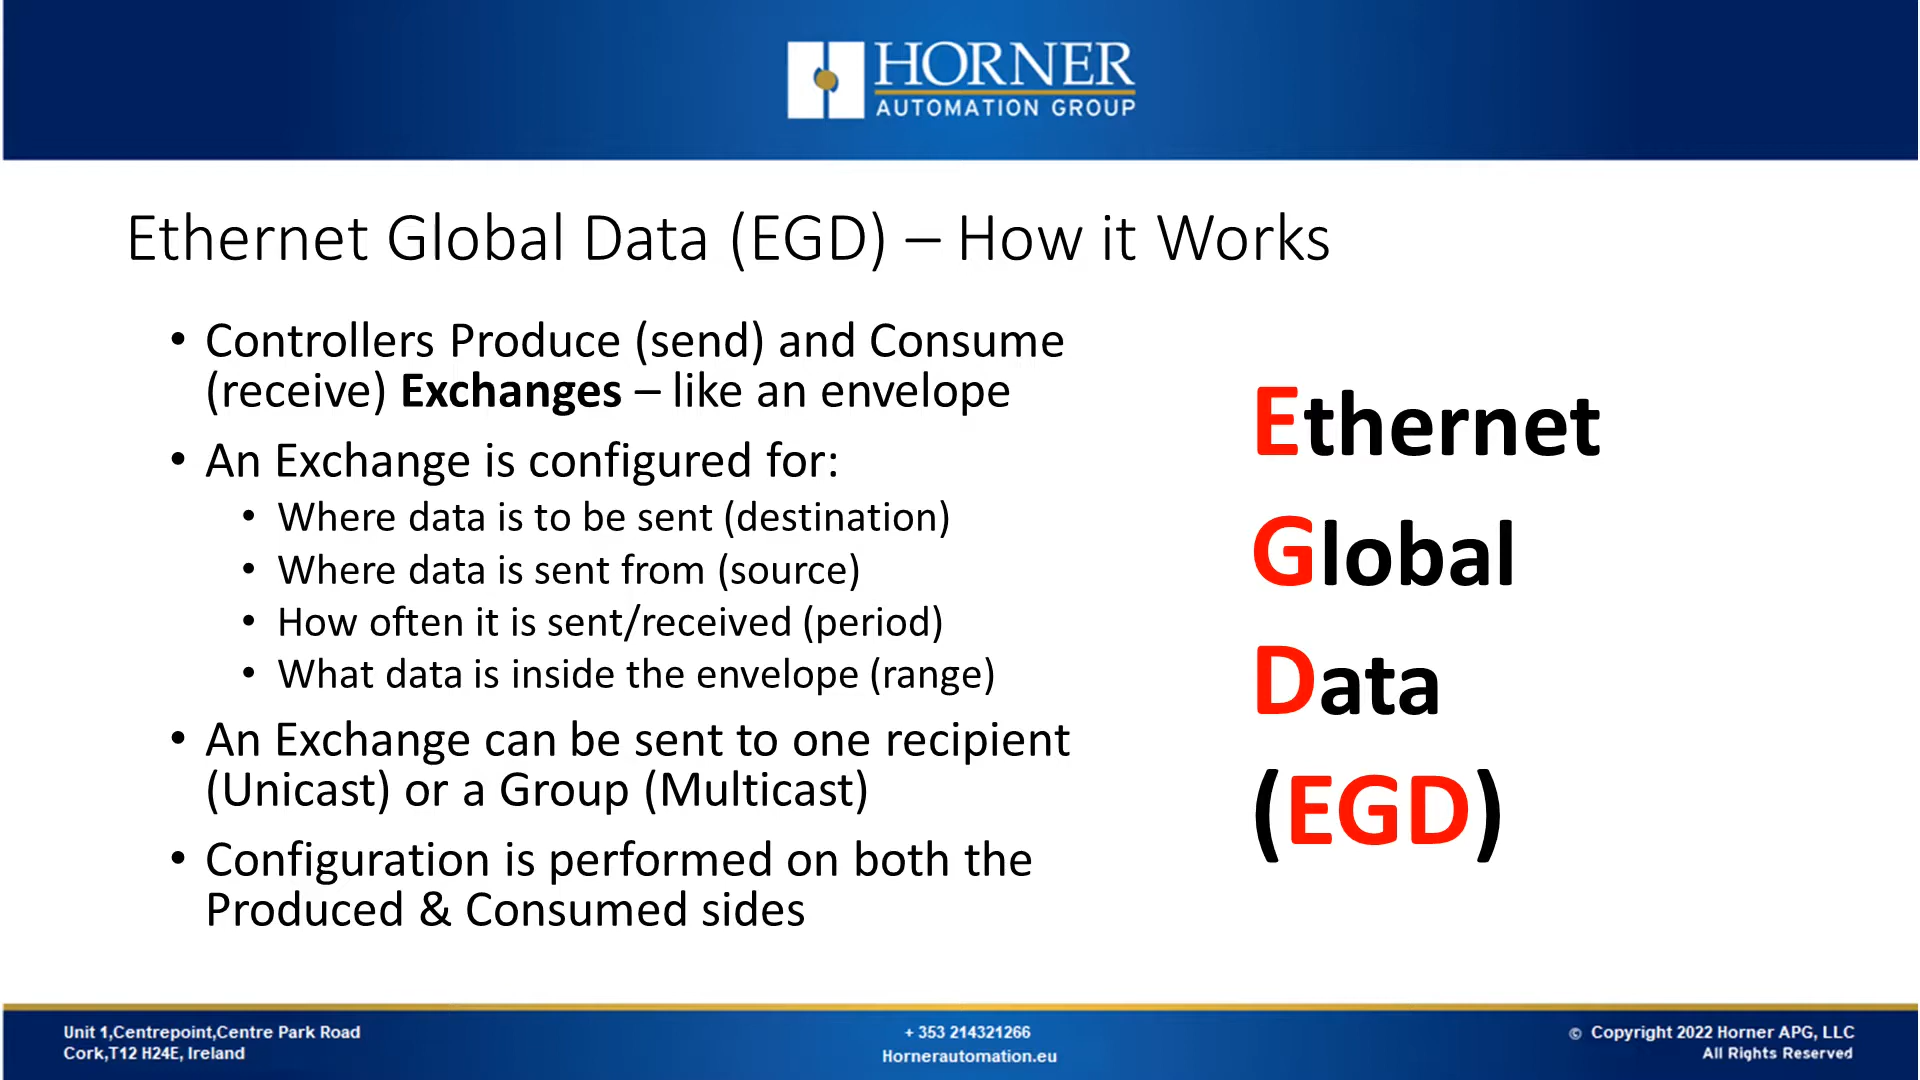 HORNER
AUTOMATION GROUP
Ethernet Global Data (EGD) – How it Works
• Controllers Produce (send) and Consume
(receive) Exchanges – like an envelope
• An Exchange is configured for:
• Where data is to be sent (destination)
• Where data is sent from (source)
• How often it is sent/received (period)
• What data is inside the envelope (range)
• An Exchange can be sent to one recipient
(Unicast) or a Group (Multicast)
• Configuration is performed on both the
Produced & Consumed sides
Ethernet
Global
Data
(EGD)
Unit 1,Centrepoint,Centre Park Road
Cork,T12 H24E, Ireland
+ 353 214321266
Hornerautomation.eu
© Copyright 2022 Horner APG, LLC
All Rights Reserved